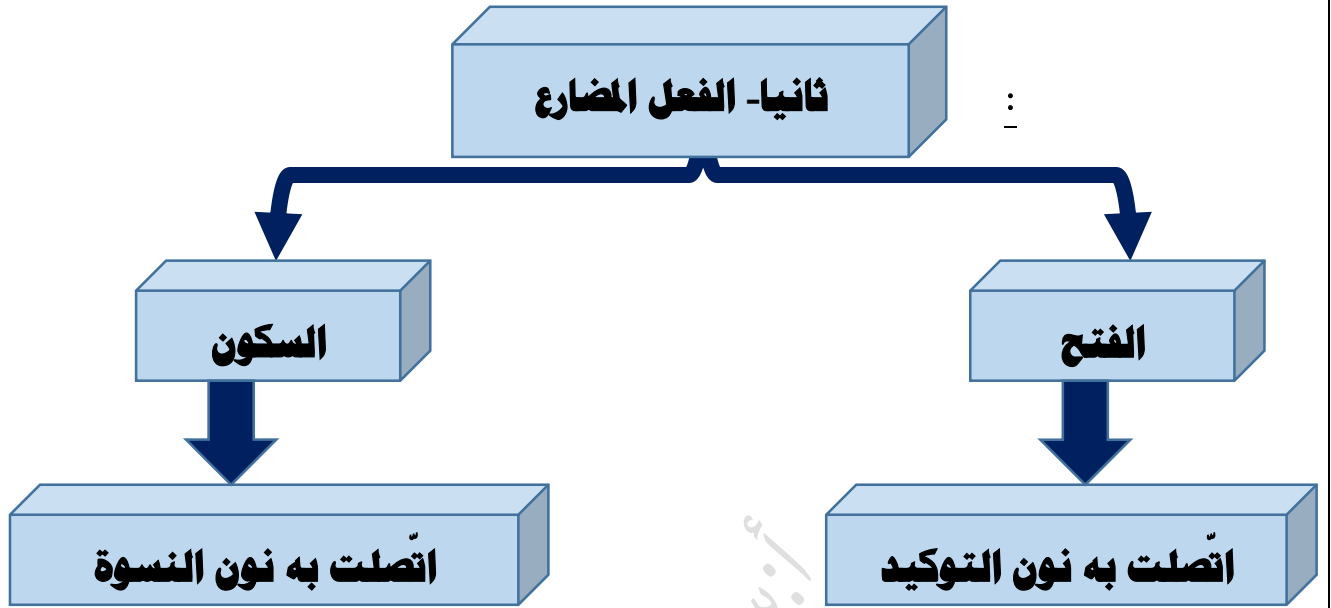 ثانيا- الفعل المضارع
:
الفتح
السكون
اتّصلت به نون التوكيد
اتّصلت به نون النسوة